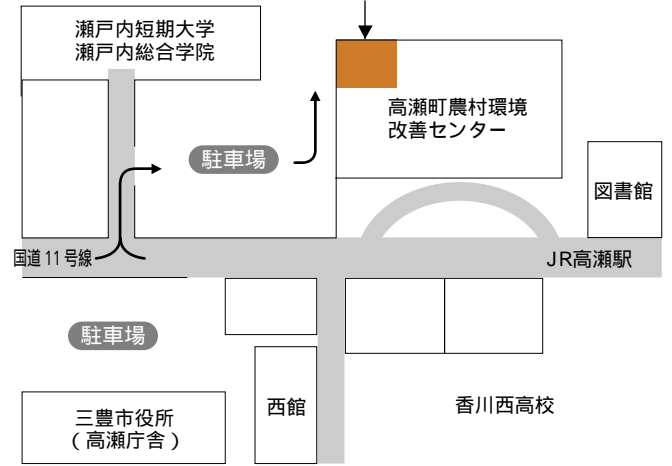 瀬戸内短期大学
瀬戸内総合学院
高瀬町農村環境
改善センター
駐車場
図書館
国道11号線
JR高瀬駅
駐車場
西館
香川西高校
三豊市役所
(高瀬庁舎)